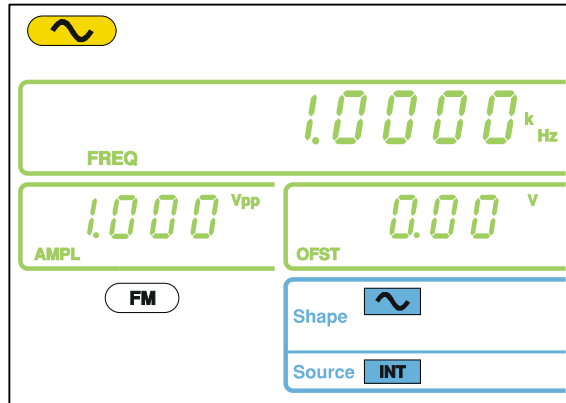 1.0000 k Hz
FREQ
1.000 Vpp
AMPL
0.00 V
OFST
FM
Shape
Source INT